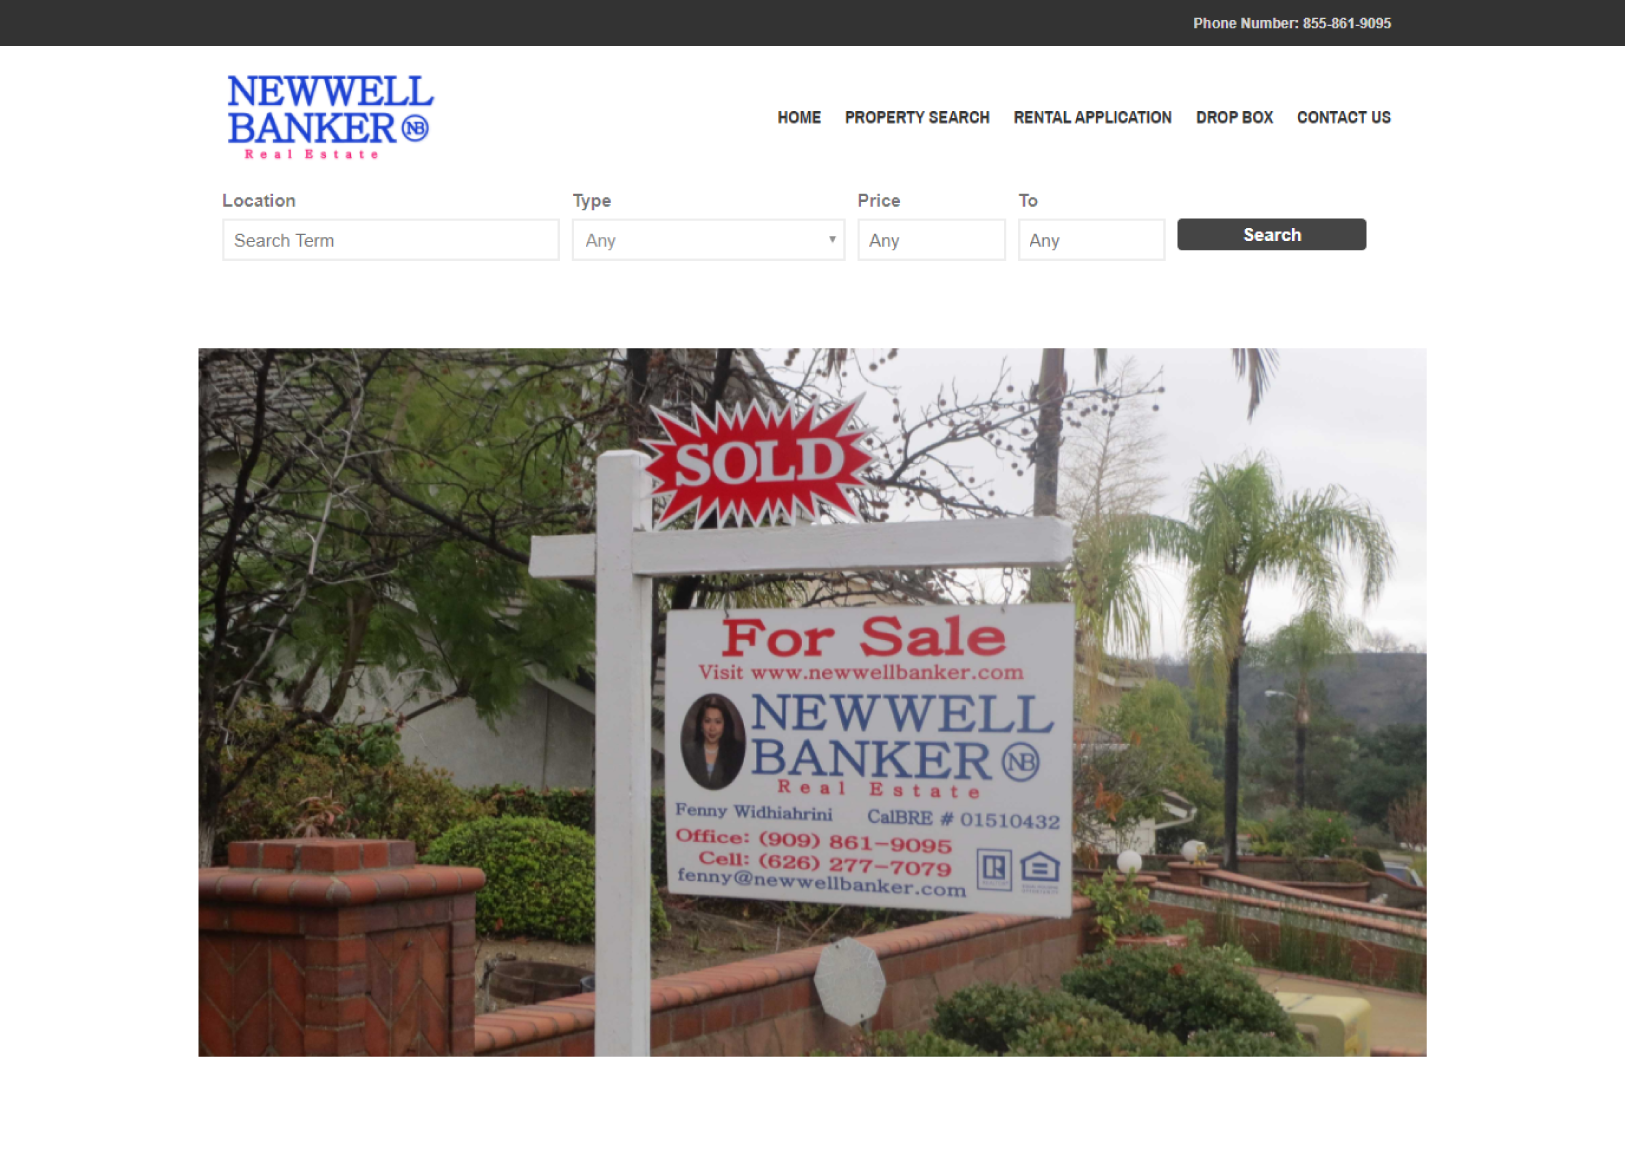 Phone Number: 855-861-9095
NEWWELL
BANKER NB
Real Estate
HOME PROPERTY SEARCH RENTAL APPLICATION DROP BOX CONTACT US
Location Type Price To
Search Term Any Any Any Search
SOLD
For Sale
Visit www.newwellbanker.com
NEWWELL
BANKER NB
Real Estate
Fenny Widhiahrini CalBRE # 01510432
Office: (909) 861-9095
Cell: (626) 277-7079
fenny@newwellbanker.com